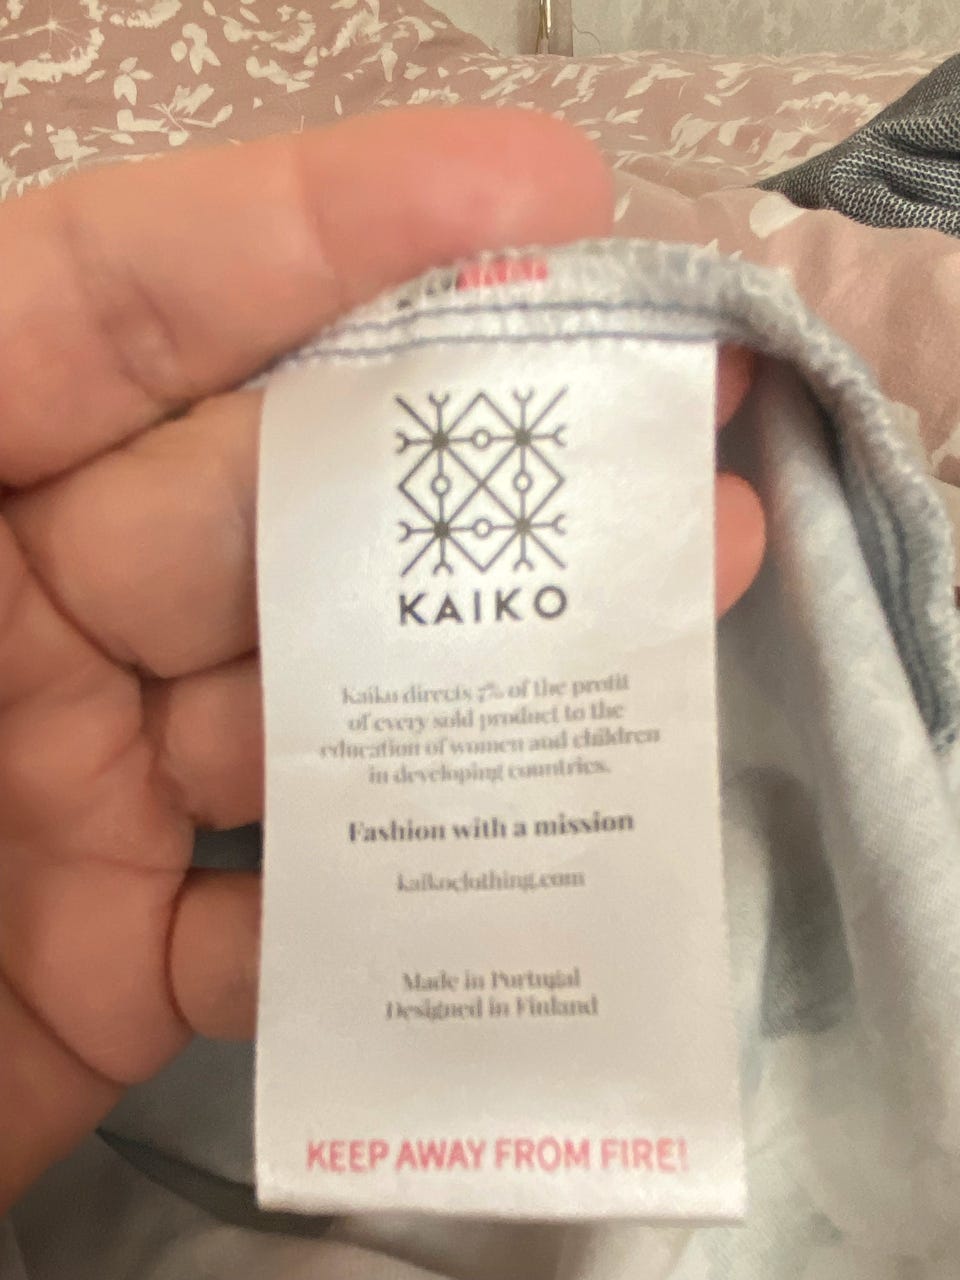 KAIKO
Kaiko directs 7% of the profit
of every sold product to the
education of women and children
in developing countries.
Fashion with a mission
kaikoclothing.com
Made in Portugal
Designed in Finland
KEEP AWAY FROM FIRE!